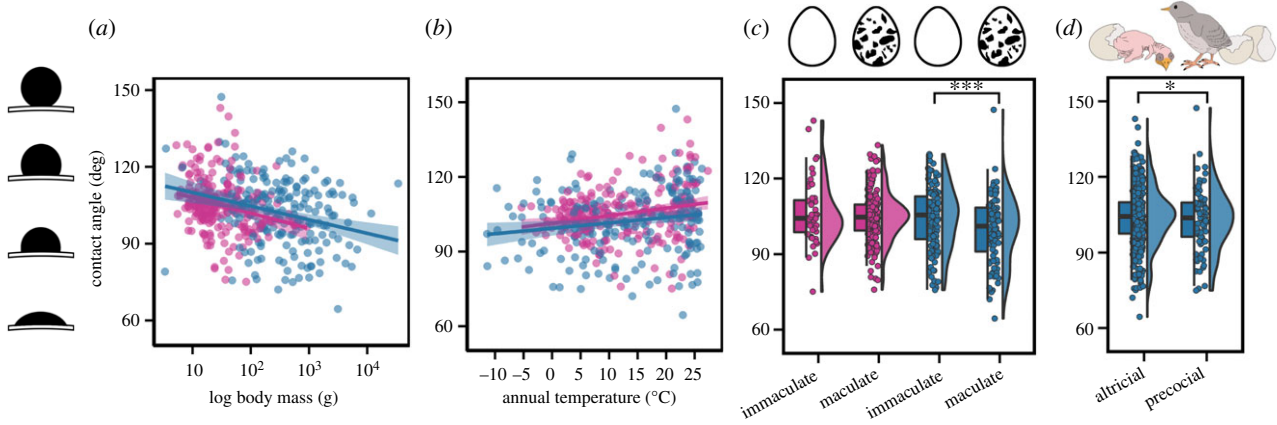 (a)
(b)
(c)
(d)
contact angle (deg)
150
120
90
60
10
10²
10³
10⁴
log body mass (g)
150
120
90
60
–10
–5
0
5
10
15
20
25
annual temperature (°C)
***
150
120
90
60
immaculate
maculate
immaculate
maculate
*
150
120
90
60
altricial
precocial